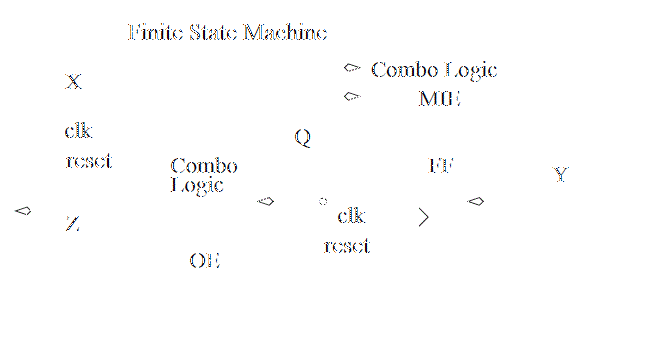 Finite State Machine
Combo Logic
X
MIE
clk
Q
reset
Combo
Logic
FF
Y
clk
Z
reset
OE